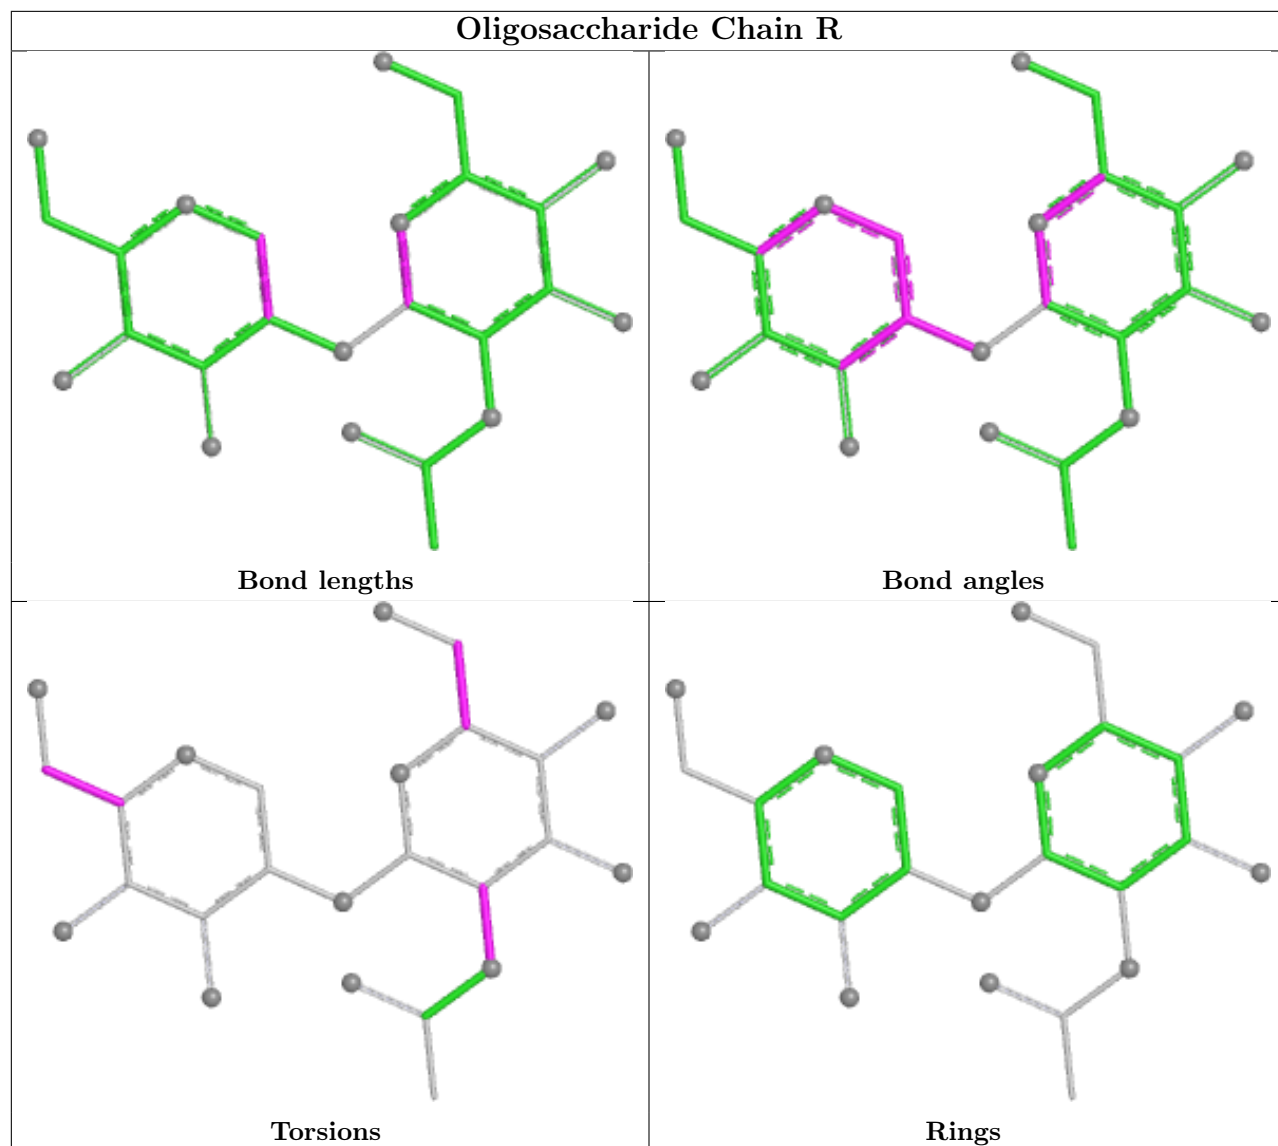 Oligosaccharide Chain R
Bond lengths
Bond angles
Torsions
Rings